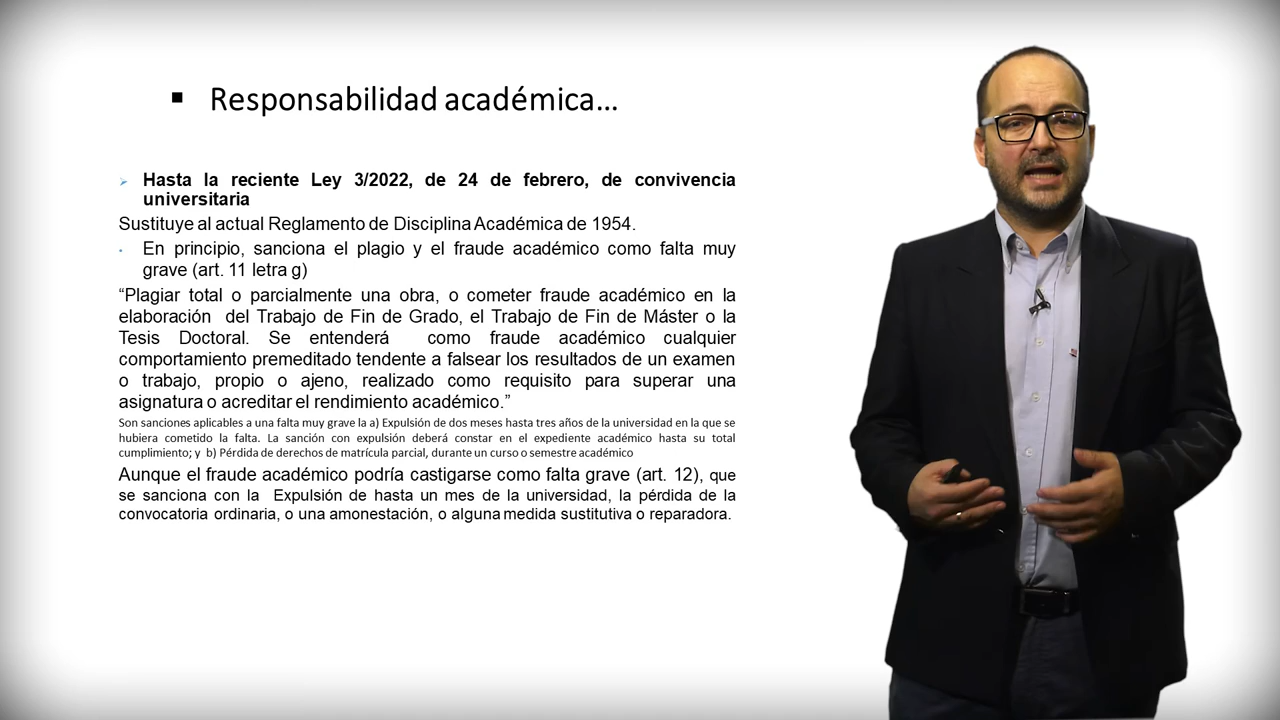 ▪ Responsabilidad académica...
➢ Hasta la reciente Ley 3/2022, de 24 de febrero, de convivencia
universitaria
Sustituye al actual Reglamento de Disciplina Académica de 1954.
• En principio, sanciona el plagio y el fraude académico como falta muy
grave (art. 11 letra g)
“Plagiar total o parcialmente una obra, o cometer fraude académico en la
elaboración del Trabajo de Fin de Grado, el Trabajo de Fin de Máster o la
Tesis Doctoral. Se entenderá como fraude académico cualquier
comportamiento premeditado tendente a falsear los resultados de un examen
o trabajo, propio o ajeno, realizado como requisito para superar una
asignatura o acreditar el rendimiento académico.”
Son sanciones aplicables a una falta muy grave la a) Expulsión de dos meses hasta tres años de la universidad en la que se
hubiera cometido la falta. La sanción con expulsión deberá constar en el expediente académico hasta su total
cumplimiento; y b) Pérdida de derechos de matrícula parcial, durante un curso o semestre académico
Aunque el fraude académico podría castigarse como falta grave (art. 12), que
se sanciona con la Expulsión de hasta un mes de la universidad, la pérdida de la
convocatoria ordinaria, o una amonestación, o alguna medida sustitutiva o reparadora.